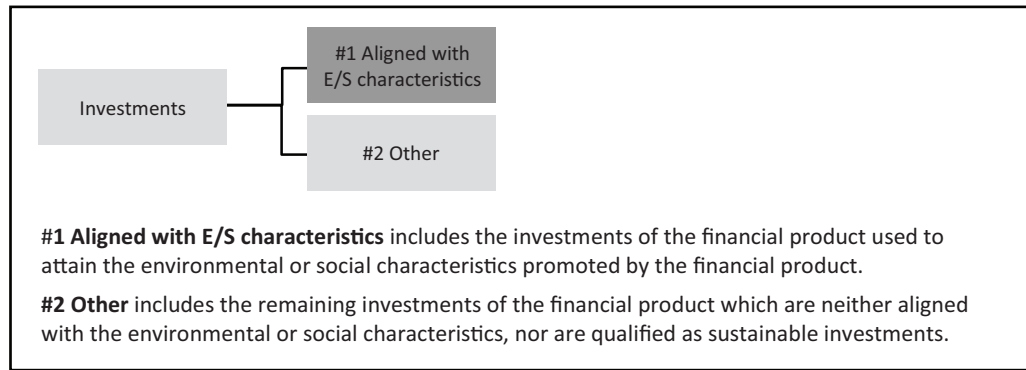 #1 Aligned with
E/S characteristics
Investments
#2 Other
#1 Aligned with E/S characteristics includes the investments of the financial product used to
attain the environmental or social characteristics promoted by the financial product.
#2 Other includes the remaining investments of the financial product which are neither aligned
with the environmental or social characteristics, nor are qualified as sustainable investments.